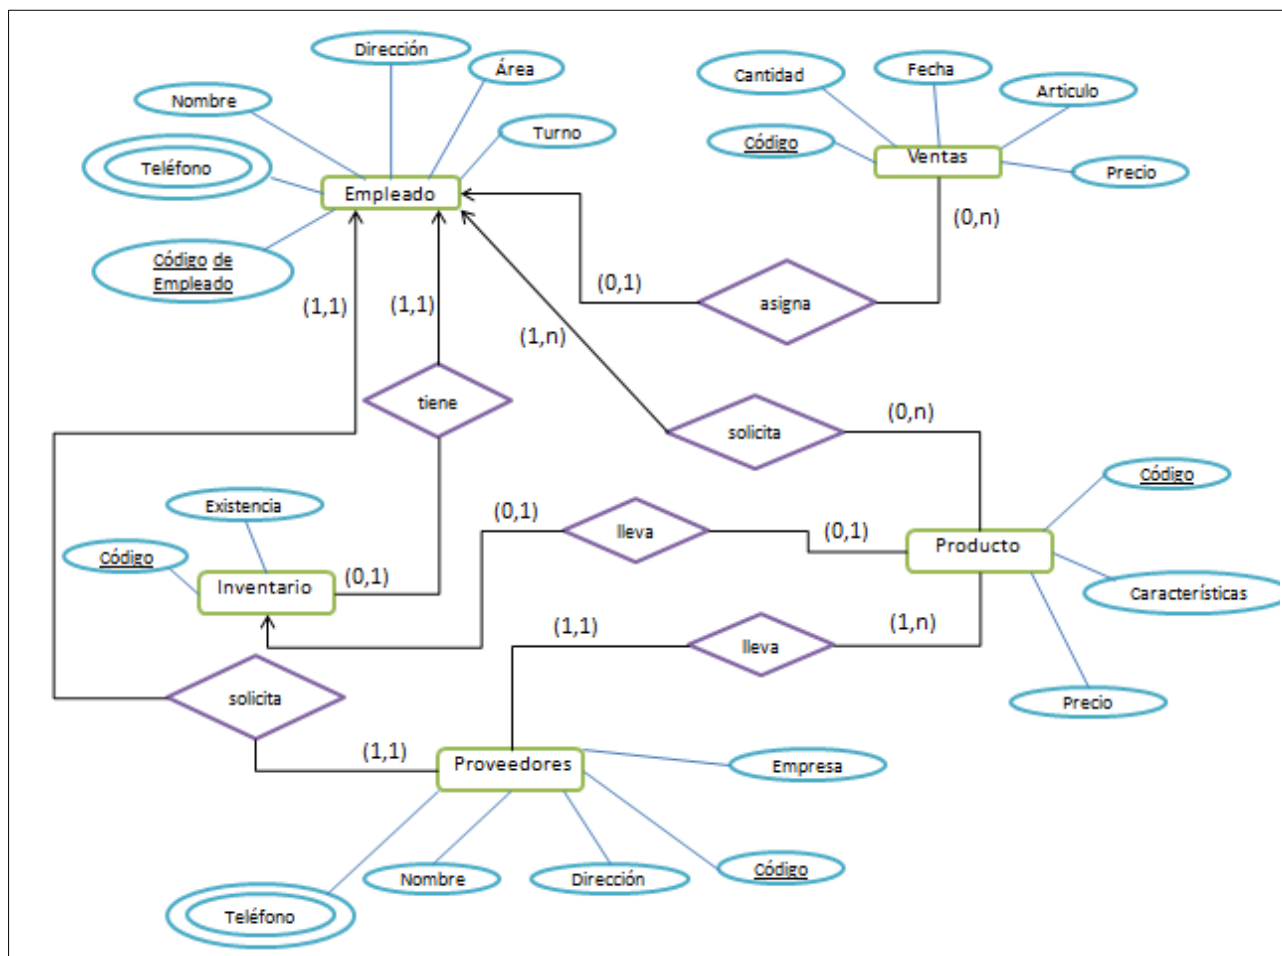 Dirección
Área
Nombre
Turno
Teléfono
Empleado
Código de
Empleado
Cantidad
Fecha
Articulo
Código
Ventas
Precio
(0,n)
(0,1)
asigna
(1,1)
(1,1)
(1,n)
tiene
solicita
(0,n)
Código
Existencia
(0,1)
lleva
(0,1)
Producto
Código
Inventario
(0,1)
Características
(1,1)
lleva
(1,n)
solicita
Precio
(1,1)
Proveedores
Empresa
Teléfono
Nombre
Dirección
Código